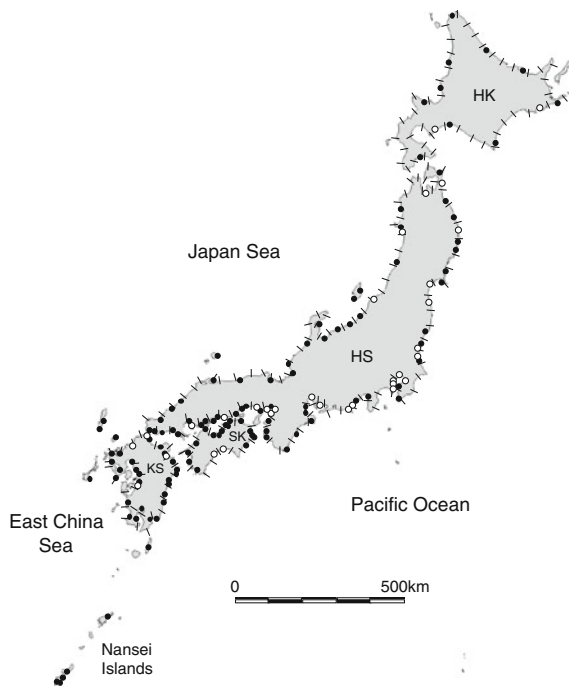 HK
Japan Sea
HS
SK
KS
East China
Sea
Pacific Ocean
0 500km
Nansei
Islands